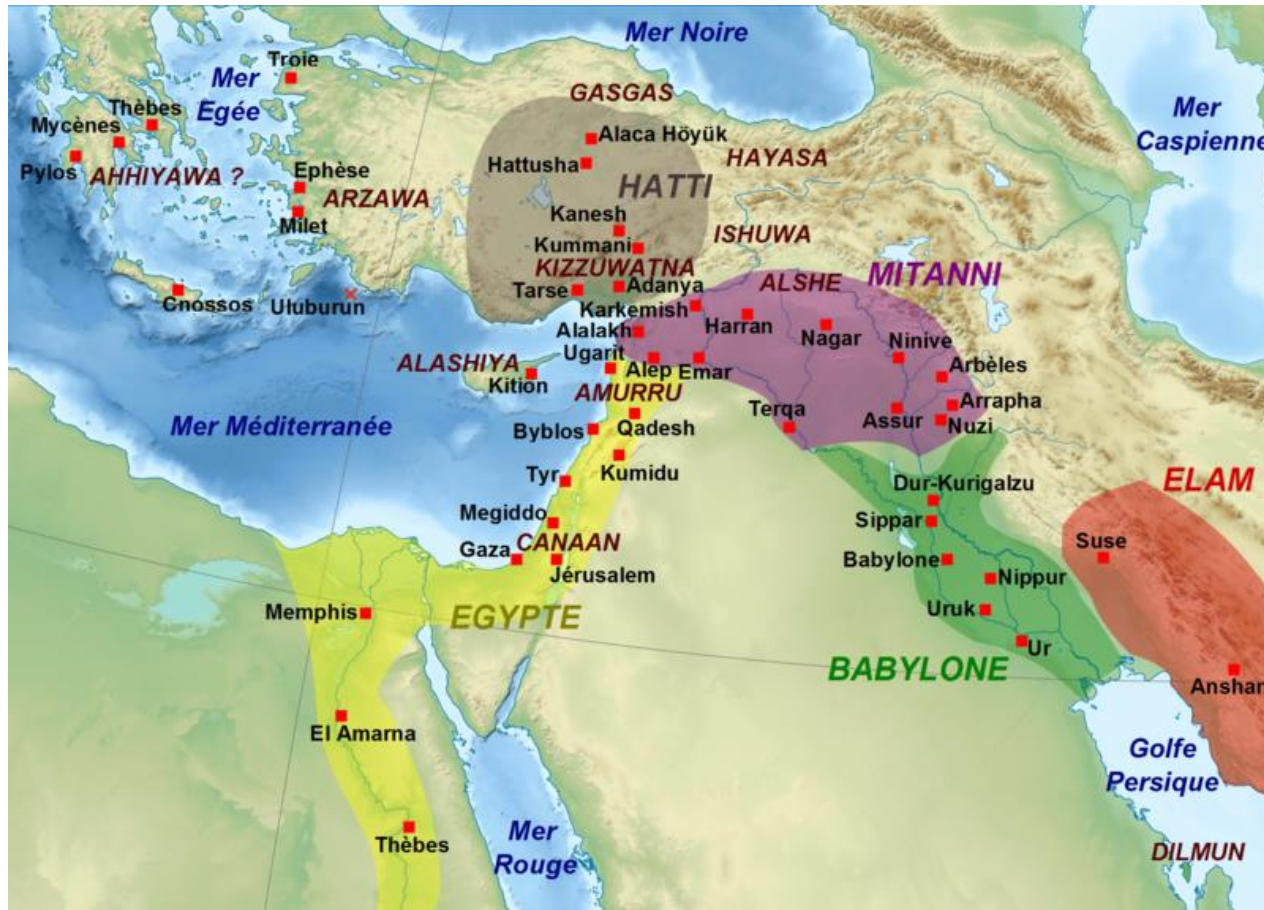 Mer Noire
Troie
Mer
Egée
GASGAS
Mer
Caspienne
Thèbes
Mycènes
Alaca Höyük
Hattusha
HAYASA
Pylos
AHHIYAWA ?
Ephèse
ARZAWA
HATTI
Milet
Kanesh
Kummani
ISHUWA
KIZZUWATNA
MITANNI
Cnossos
Uluburun
Tarse
Adanya
ALSHE
Karkemish
Harran
Alalakh
Nagar
Ninive
Ugarit
ALASHIYA
Alep
Emar
Arbèles
Kition
AMURRU
Terqa
Assur
Arrapha
Mer Méditerranée
Byblos
Qadesh
Nuzi
Kumidu
Tyr
Dur-Kurigalzu
ELAM
Megiddo
Sippar
Suse
CANAAN
Gaza
Jérusalem
Babylone
Nippur
Memphis
EGYPTE
Uruk
Ur
BABYLONE
Anshan
El Amarna
Golfe
Persique
Thèbes
Mer
Rouge
DILMUN